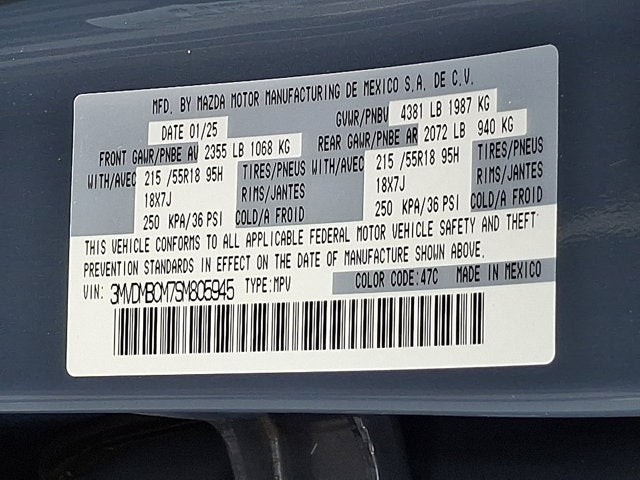 MFD. BY MAZDA MOTOR MANUFACTURING DE MEXICO S.A. DE C.V.
DATE 01/25 GVWR/PNBV 4381 LB 1987 KG
FRONT GAWR/PNBE AV 2355 LB 1068 KG REAR GAWR/PNBE AR 2072 LB 940 KG
WITH/AVEC 215 /55R18 95H TIRES/PNEUS WITH/AVEC 215 /55R18 95H TIRES/PNEUS
18X7J RIMS/JANTES 18X7J RIMS/JANTES
250 KPA/36 PSI COLD/A FROID 250 KPA/36 PSI COLD/A FROID
THIS VEHICLE CONFORMS TO ALL APPLICABLE FEDERAL MOTOR VEHICLE SAFETY AND THEFT
PREVENTION STANDARDS IN EFFECT ON THE DATE OF MANUFACTURE SHOWN ABOVE.
VIN: 3MVDMBCM7SM805945 TYPE:MPV COLOR CODE:47C MADE IN MEXICO